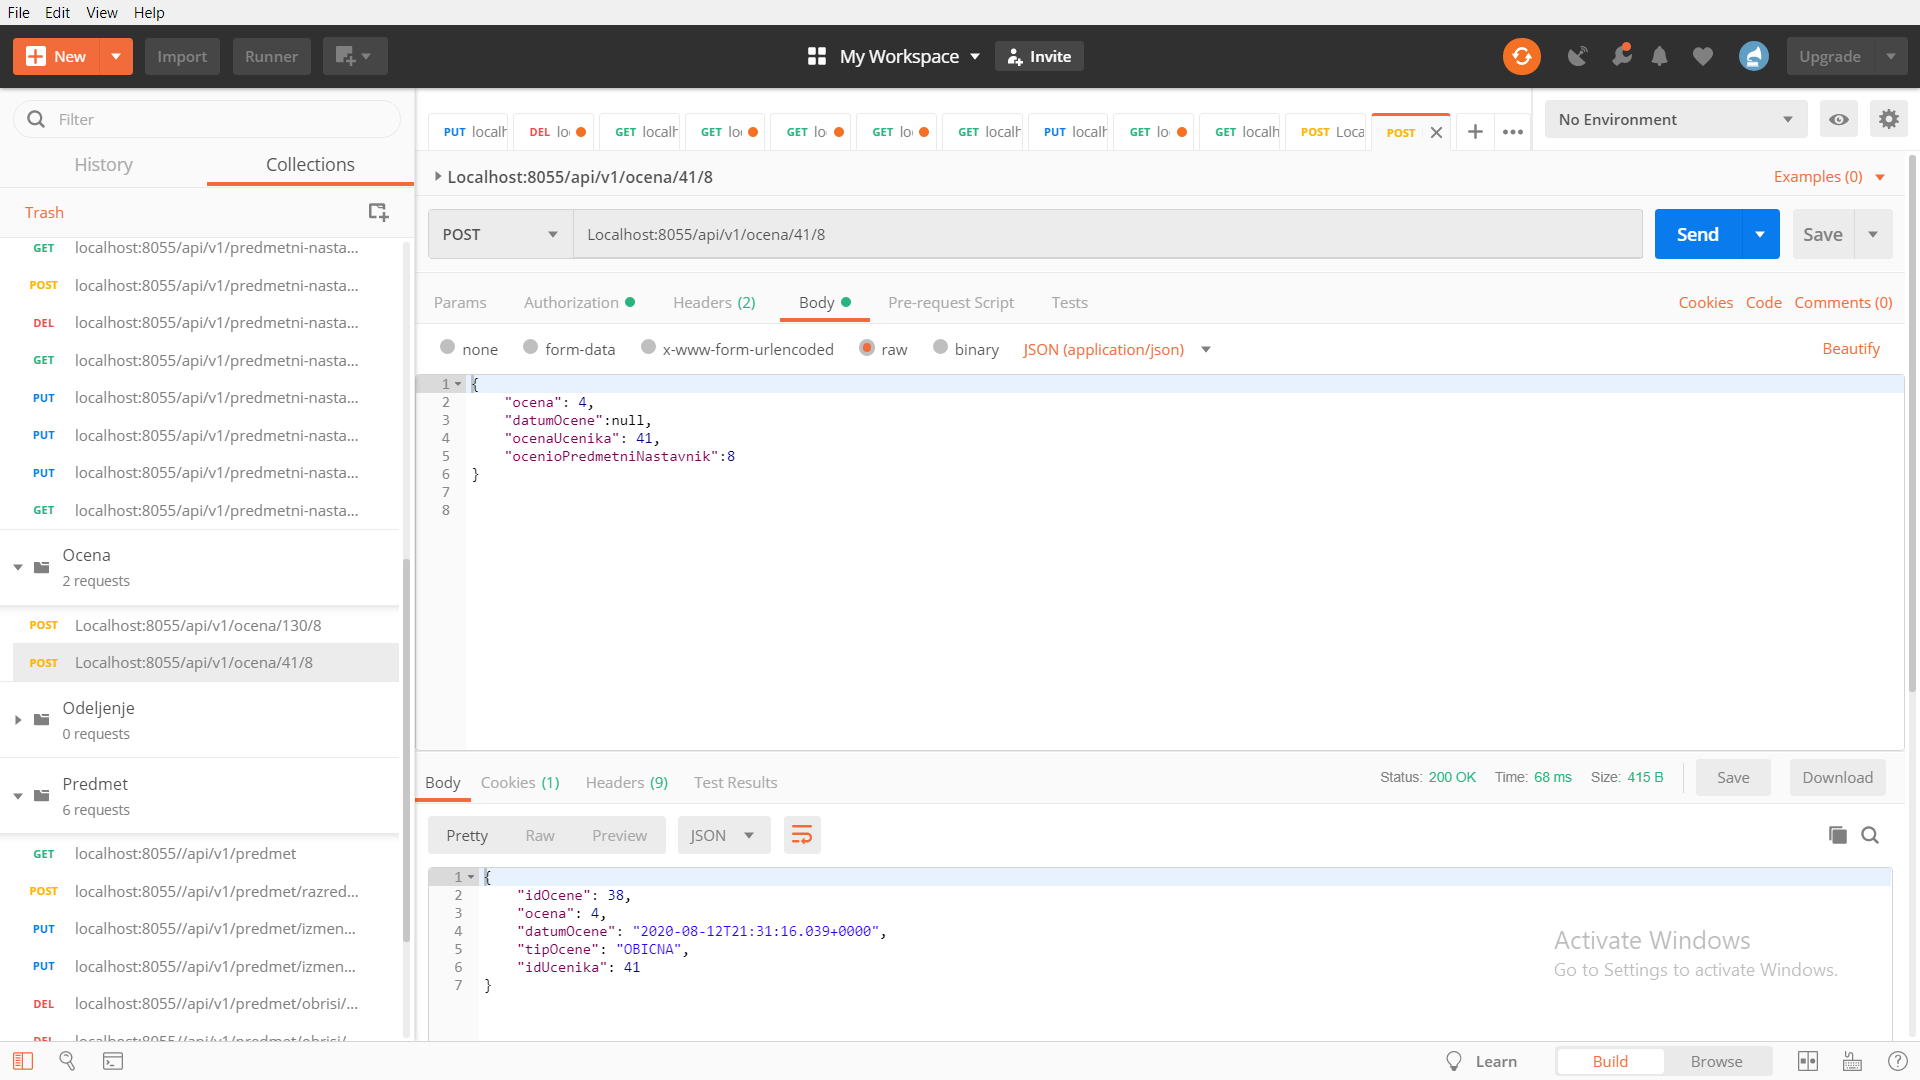 File Edit View Help
New Import Runner My Workspace Invite Upgrade
Filter
History Collections
Trash
GET localhost:8055/api/v1/predmetni-nasta...
POST localhost:8055/api/v1/predmetni-nasta...
DEL localhost:8055/api/v1/predmetni-nasta...
GET localhost:8055/api/v1/predmetni-nasta...
PUT localhost:8055/api/v1/predmetni-nasta...
PUT localhost:8055/api/v1/predmetni-nasta...
PUT localhost:8055/api/v1/predmetni-nasta...
GET localhost:8055/api/v1/predmetni-nasta...
Ocena
2 requests
POST Localhost:8055/api/v1/ocena/130/8
POST Localhost:8055/api/v1/ocena/41/8
Odeljenje
0 requests
Predmet
6 requests
GET localhost:8055//api/v1/predmet
POST localhost:8055//api/v1/predmet/razred...
PUT localhost:8055//api/v1/predmet/izmen...
PUT localhost:8055//api/v1/predmet/izmen...
DEL localhost:8055//api/v1/predmet/obrisi/...
DEL localhost:8055//api/v1/predmet/obrisi/
PUT localh DEL lo GET localh GET lo GET lo GET lo GET localh PUT localh GET lo GET localh POST Loca POST
No Environment
Localhost:8055/api/v1/ocena/41/8
Examples (0)
POST Localhost:8055/api/v1/ocena/41/8 Send Save
Params Authorization Headers (2) Body Pre-request Script Tests Cookies Code Comments (0)
none form-data x-www-form-urlencoded raw binary JSON (application/json) Beautify
1 {
2 "ocena": 4,
3 "datumOcene":null,
4 "ocenaUcenika": 41,
5 "ocenioPredmetniNastavnik":8
6 }
7
8
Body Cookies (1) Headers (9) Test Results Status: 200 OK Time: 68 ms Size: 415 B Save Download
Pretty Raw Preview JSON
1 {
2 "idOcene": 38,
3 "ocena": 4,
4 "datumOcene": "2020-08-12T21:31:16.039+0000",
5 "tipOcene": "OBICNA",
6 "idUcenika": 41
7 }
Activate Windows
Go to Settings to activate Windows.
Learn Build Browse